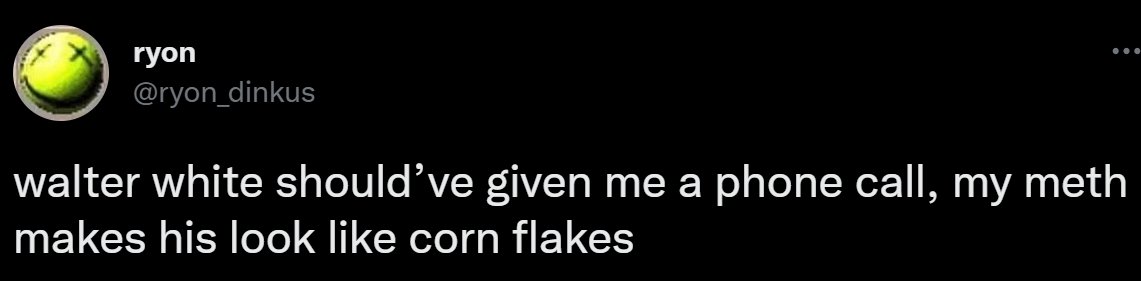 ryon
@ryon_dinkus
walter white should’ve given me a phone call, my meth
makes his look like corn flakes